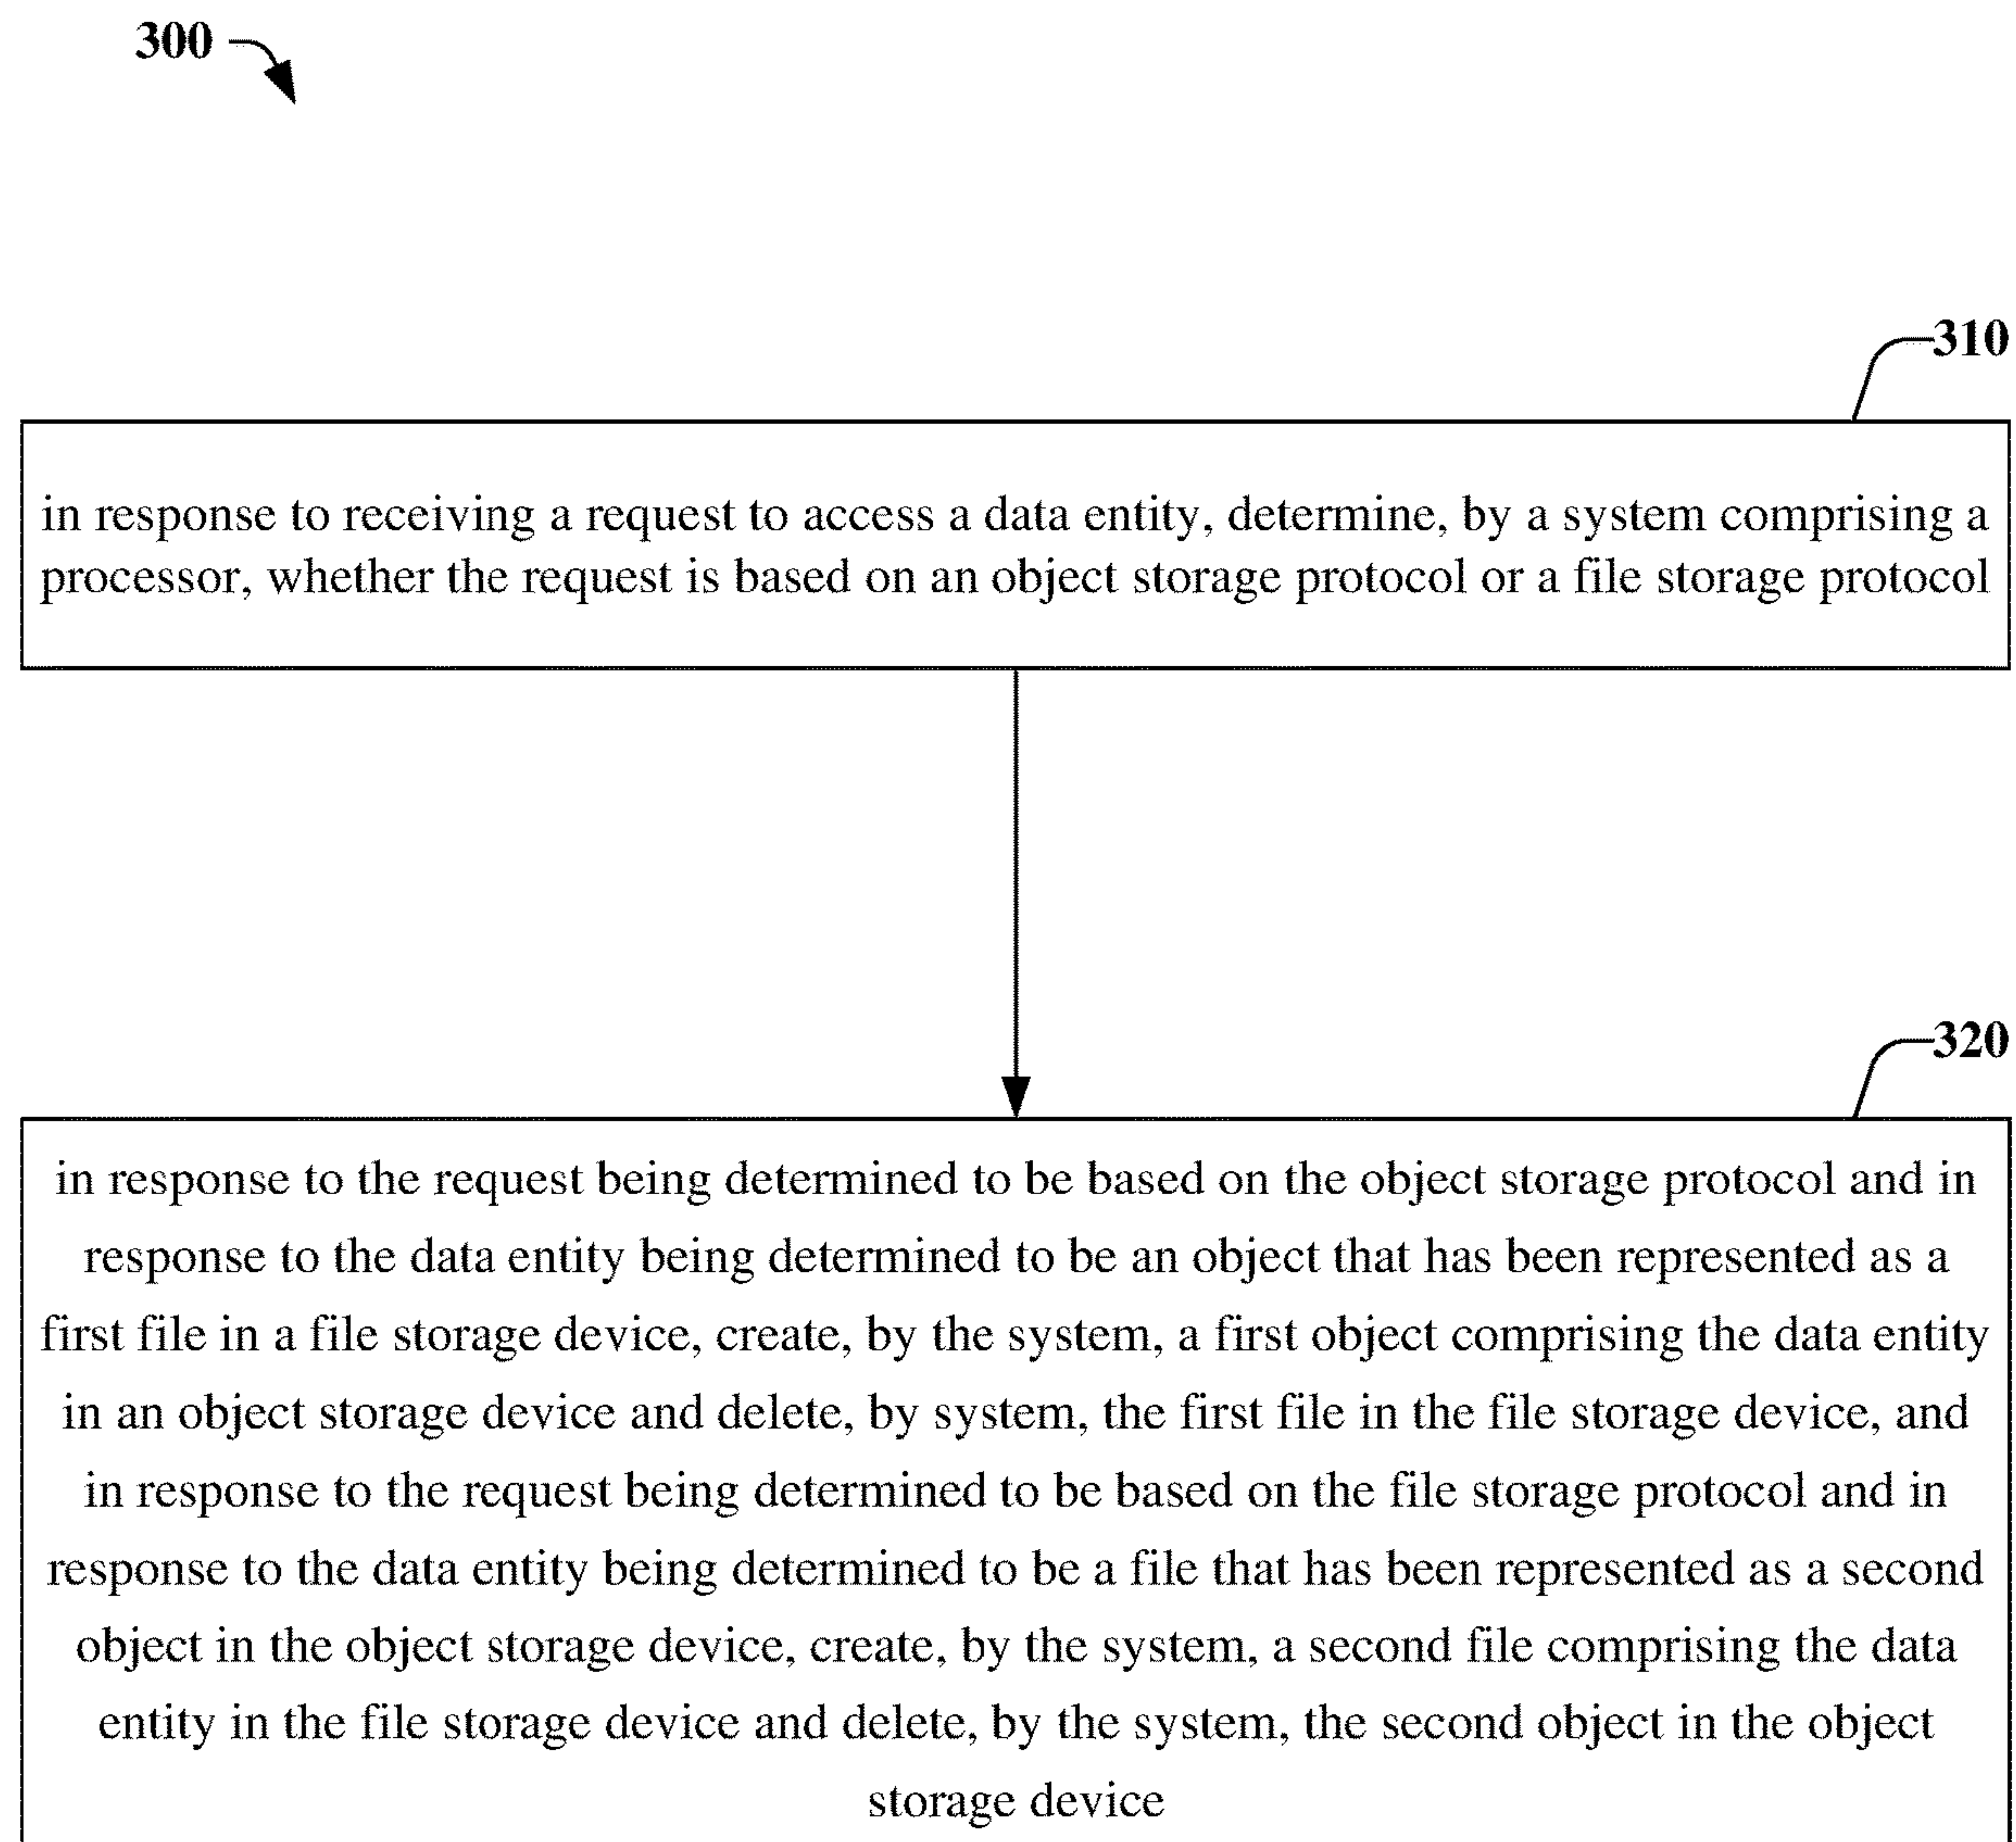 300
310
in response to receiving a request to access a data entity, determine, by a system comprising a
processor, whether the request is based on an object storage protocol or a file storage protocol
320
in response to the request being determined to be based on the object storage protocol and in
response to the data entity being determined to be an object that has been represented as a
first file in a file storage device, create, by the system, a first object comprising the data entity
in an object storage device and delete, by system, the first file in the file storage device, and
in response to the request being determined to be based on the file storage protocol and in
response to the data entity being determined to be a file that has been represented as a second
object in the object storage device, create, by the system, a second file comprising the data
entity in the file storage device and delete, by the system, the second object in the object
storage device